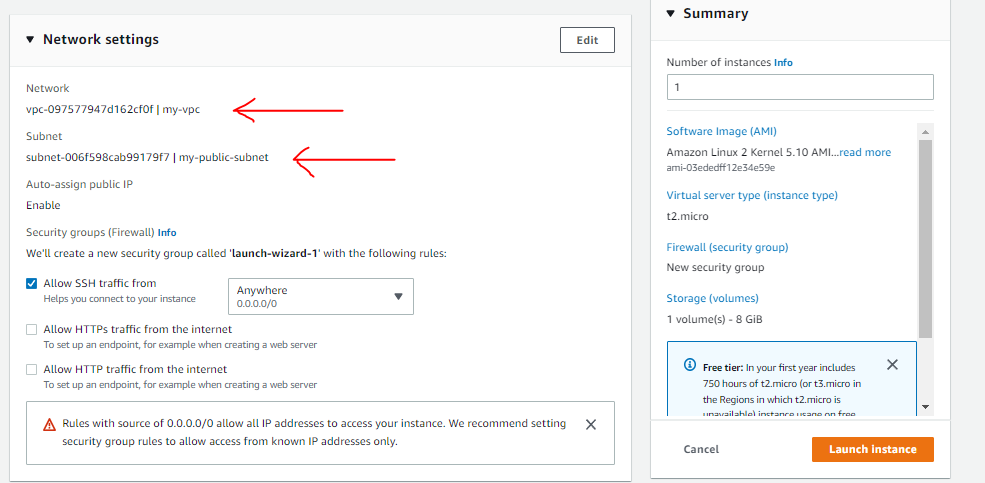 Network settings
Edit
Network
vpc-097577947d162cf0f | my-vpc
Subnet
subnet-006f598cab99179f7 | my-public-subnet
Auto-assign public IP
Enable
Security groups (Firewall) Info
We'll create a new security group called 'launch-wizard-1' with the following rules:
Allow SSH traffic from
Helps you connect to your instance
Anywhere
0.0.0.0/0
Allow HTTPs traffic from the internet
To set up an endpoint, for example when creating a web server
Allow HTTP traffic from the internet
To set up an endpoint, for example when creating a web server
Rules with source of 0.0.0.0/0 allow all IP addresses to access your instance. We recommend setting
security group rules to allow access from known IP addresses only.
Summary
Number of instances Info
1
Software Image (AMI)
Amazon Linux 2 Kernel 5.10 AMI...read more
ami-03ededff12e34e59e
Virtual server type (instance type)
t2.micro
Firewall (security group)
New security group
Storage (volumes)
1 volume(s) - 8 GiB
Free tier: In your first year includes
750 hours of t2.micro (or t3.micro in
the Regions in which t2.micro is
unavailable) instance usage on free
Cancel
Launch instance